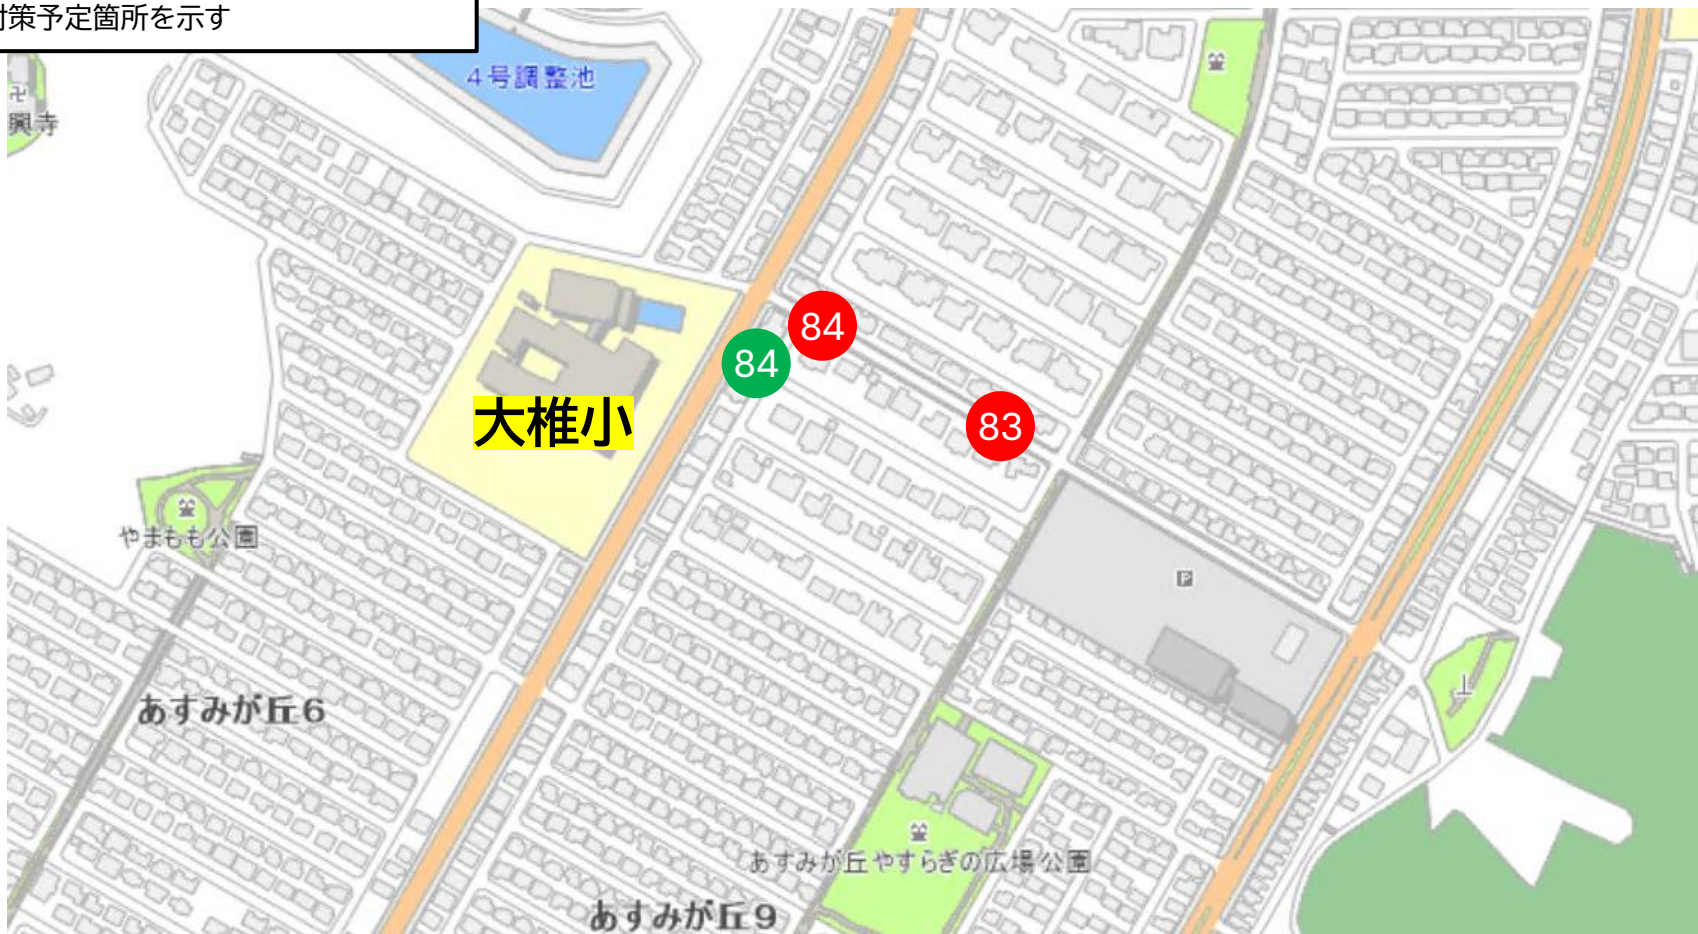 対策予定箇所を示す
4号調整池
卍
興寺
84
84
83
大椎小
やまもも公園
P
あすみが丘6
あすみが丘やすらぎの広場公園
あすみが丘9